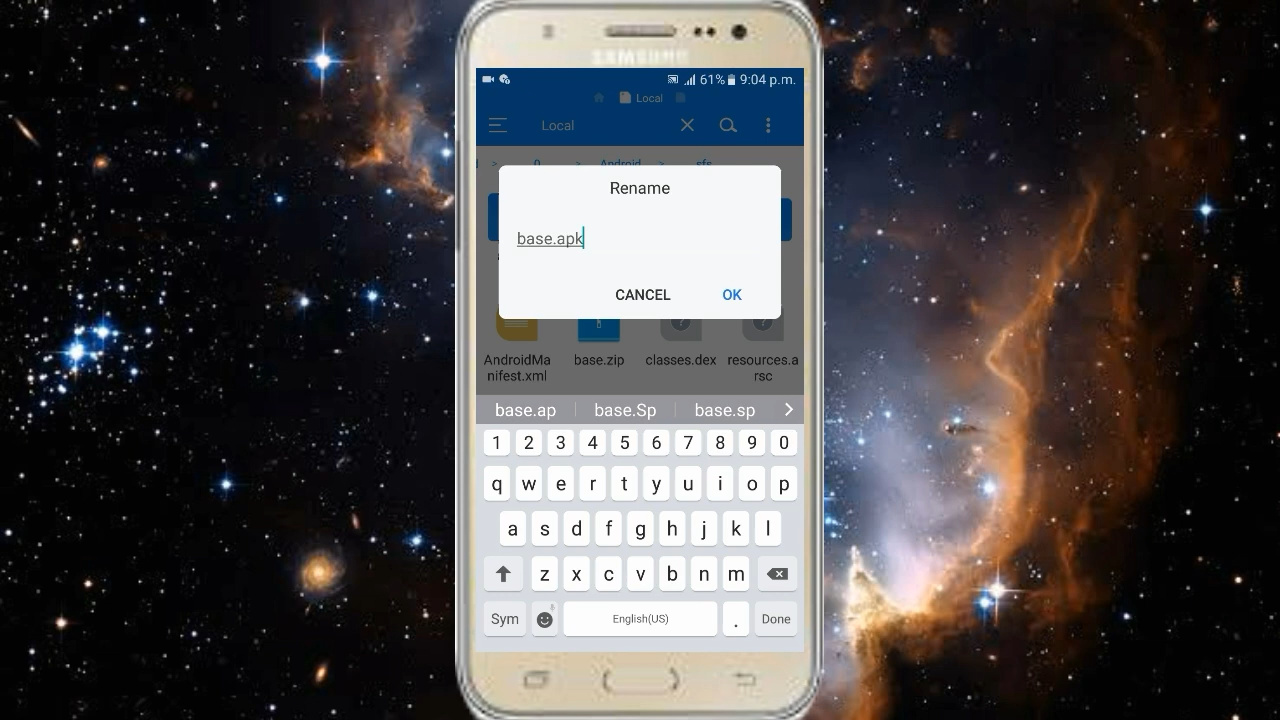 SAMSUNG
61% 9:04 p.m.
Local
Local
> 0 > Android > sfs
Rename
base.apk
CANCEL
OK
AndroidMa
nifest.xml
base.zip
classes.dex
resources.a
rsc
base.ap
base.Sp
base.sp
1 2 3 4 5 6 7 8 9 0
q w e r t y u i o p
a s d f g h j k l
z x c v b n m
Sym
English(US)
.
Done